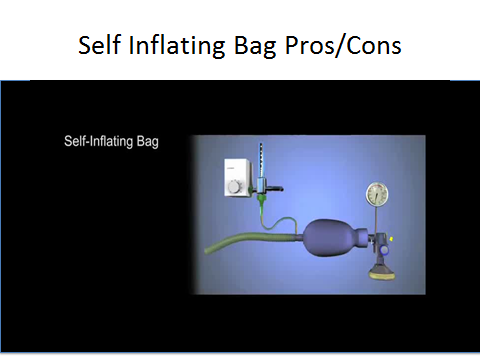 Self Inflating Bag Pros/Cons
Self-Inflating Bag